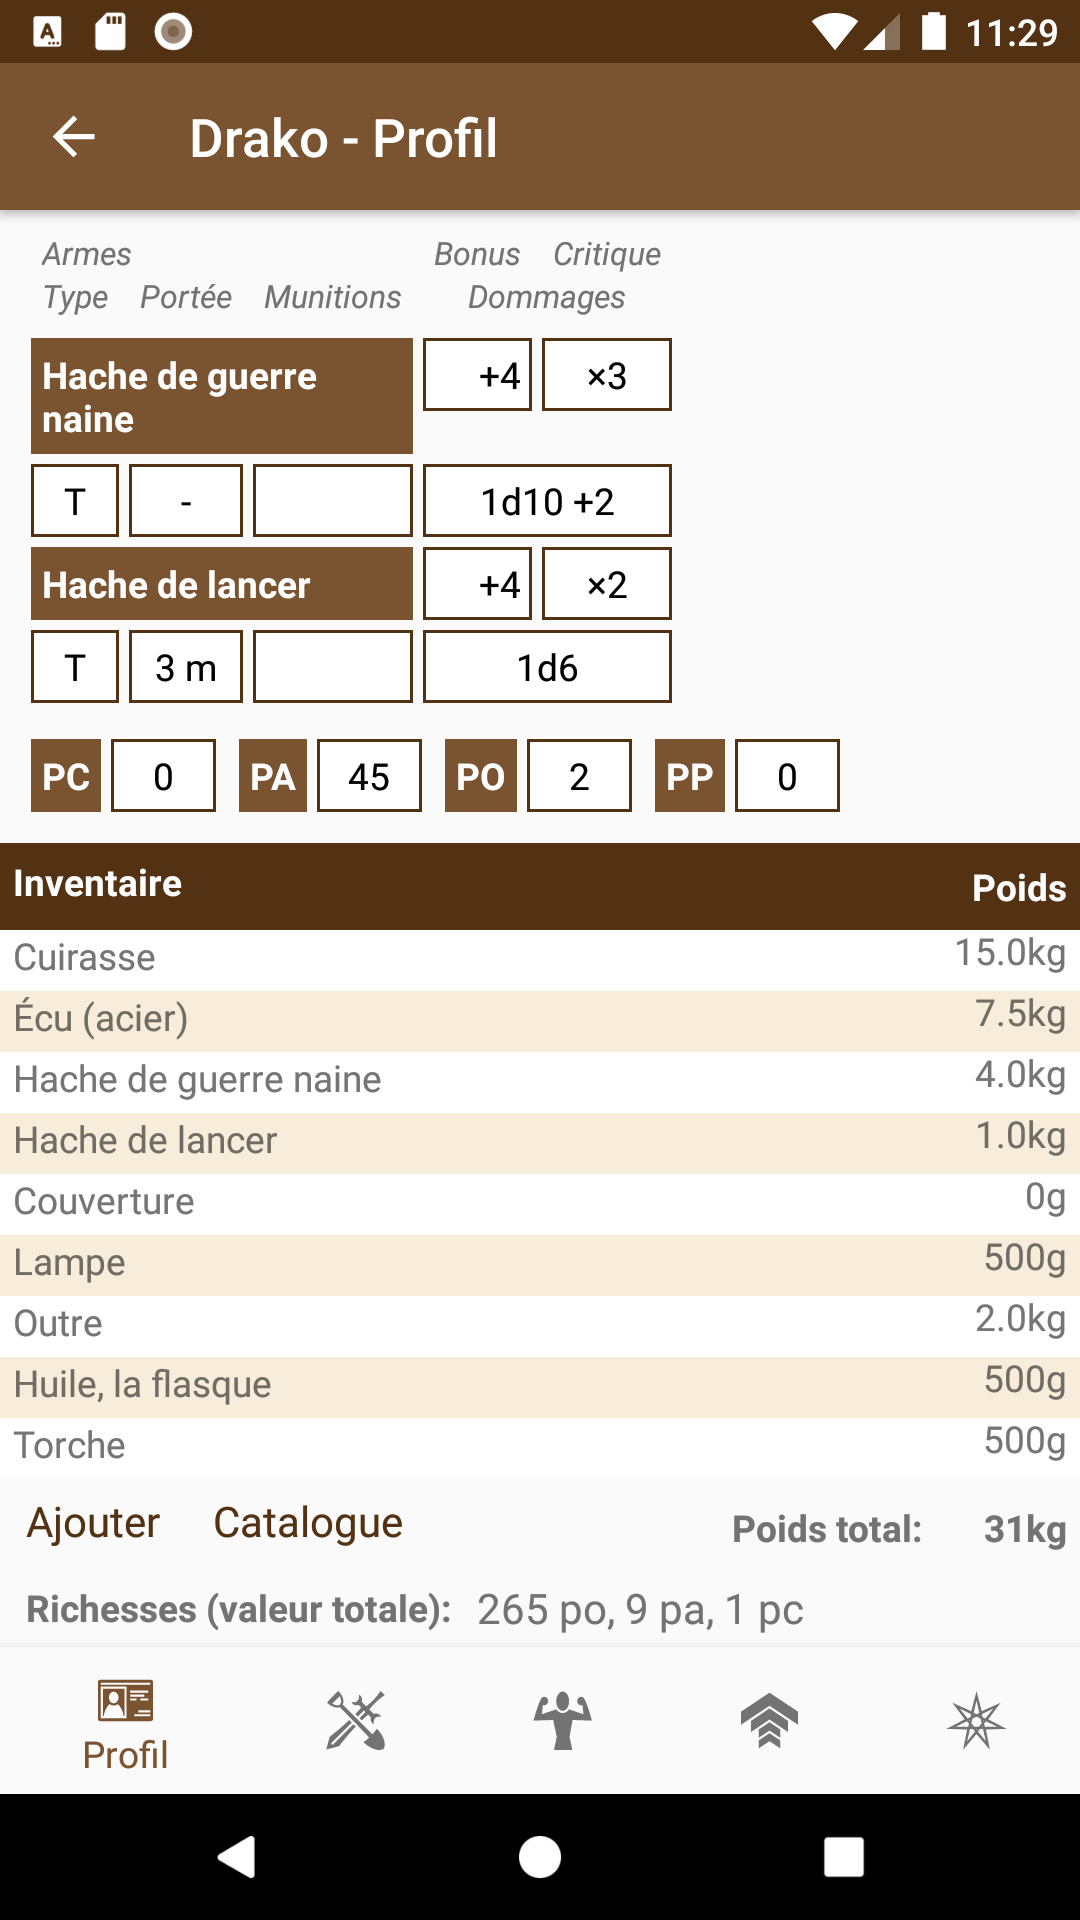 11:29
Drako - Profil
Armes Bonus Critique
Type Portée Munitions Dommages
Hache de guerre naine +4 ×3
T - 1d10 +2
Hache de lancer +4 ×2
T 3 m 1d6
PC 0 PA 45 PO 2 PP 0
Inventaire Poids
Cuirasse 15.0kg
Écu (acier) 7.5kg
Hache de guerre naine 4.0kg
Hache de lancer 1.0kg
Couverture 0g
Lampe 500g
Outre 2.0kg
Huile, la flasque 500g
Torche 500g
Ajouter Catalogue Poids total: 31kg
Richesses (valeur totale): 265 po, 9 pa, 1 pc
Profil